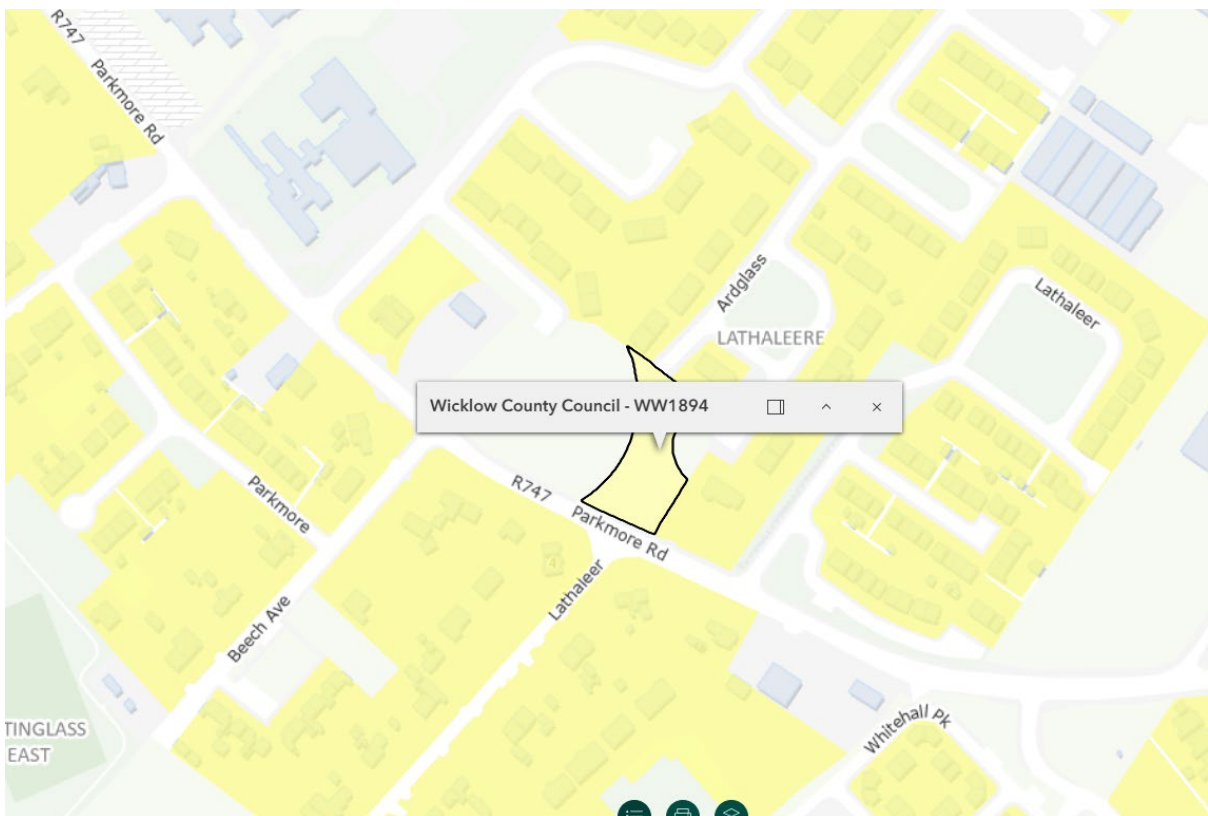 R747
Parkmore Rd
Ardglass
Lathaleer
LATHALEERE
Wicklow County Council - WW1894
R747
Parkmore Rd
Parkmore
4
Lathaleer
Beech Ave
TINGLASS
EAST
Whitehall Pk